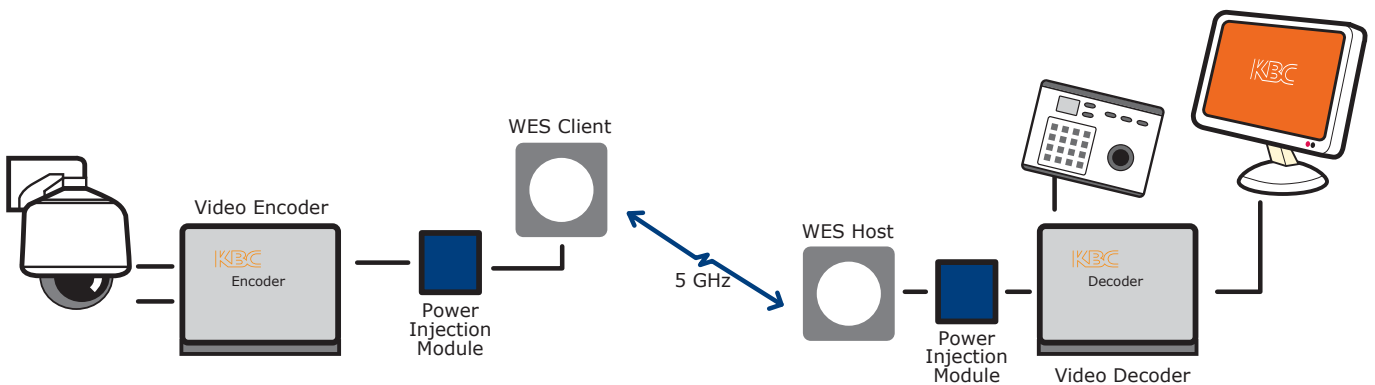 WES Client
Video Encoder
KBC
Encoder
Power
Injection
Module
5 GHz
WES Host
Power
Injection
Module
KBC
Decoder
Video Decoder
KBC